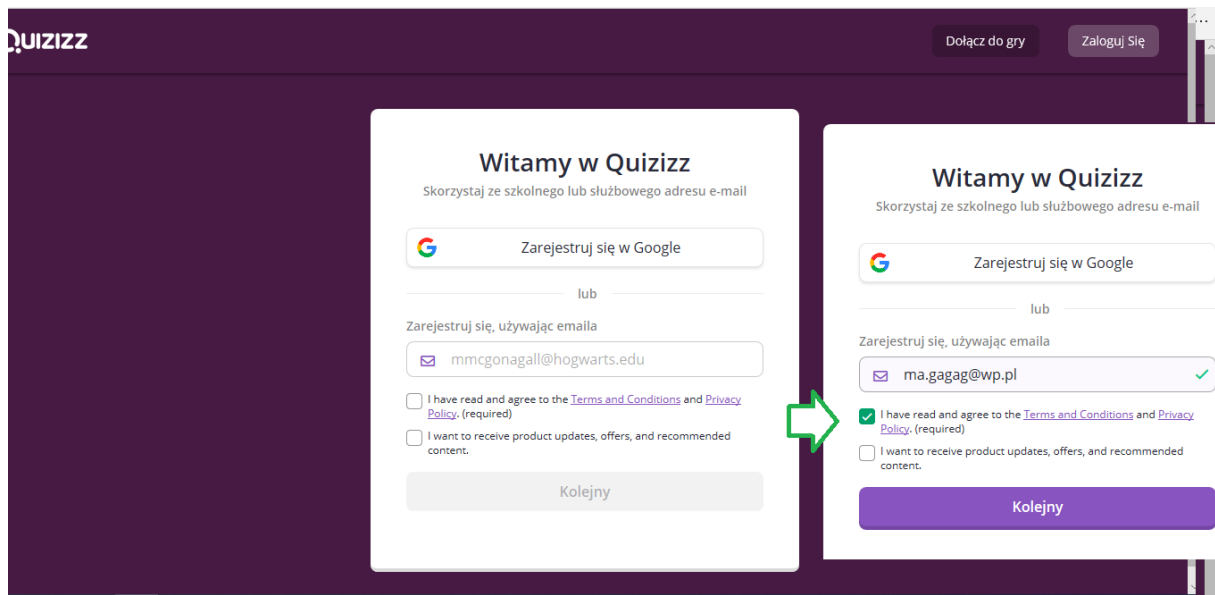 Quizizz
Dołącz do gry
Zaloguj Się
Witamy w Quizizz
Skorzystaj ze szkolnego lub służbowego adresu e-mail
Zarejestruj się w Google
lub
Zarejestruj się, używając emaila
mmcgonagall@hogwarts.edu
I have read and agree to the Terms and Conditions and Privacy
Policy. (required)
I want to receive product updates, offers, and recommended
content.
Kolejny
Witamy w Quizizz
Skorzystaj ze szkolnego lub służbowego adresu e-mail
Zarejestruj się w Google
lub
Zarejestruj się, używając emaila
ma.gagag@wp.pl
I have read and agree to the Terms and Conditions and Privacy
Policy. (required)
I want to receive product updates, offers, and recommended
content.
Kolejny